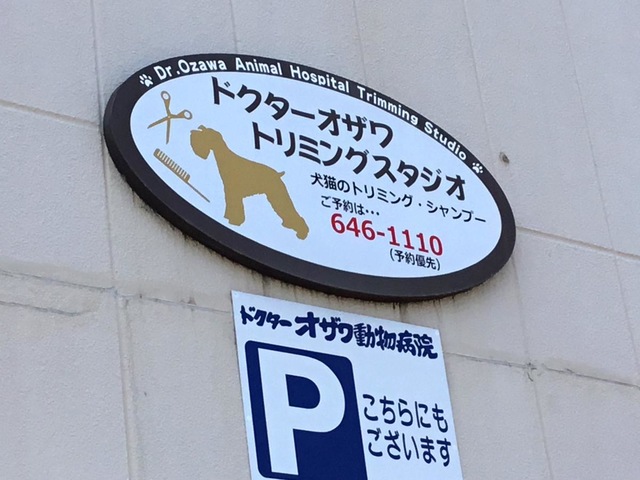 Dr.Ozawa Animal Hospital Trimming Studio
ドクターオザワ
トリミングスタジオ
犬猫のトリミング・シャンプー
ご予約は…
646-1110
(予約優先)
ドクターオザワ動物病院
P
こちらにも
ございます